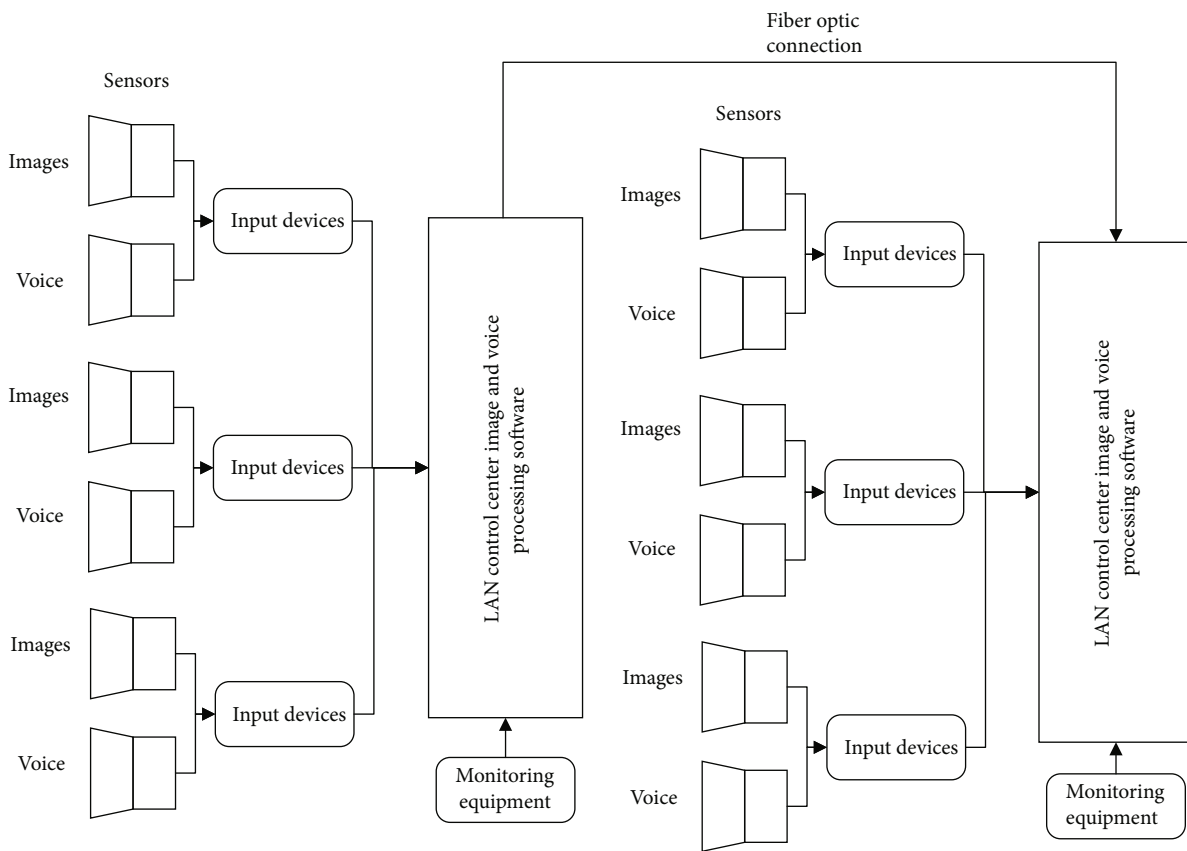 Fiber optic
connection
Sensors
Images
Input devices
Voice
Images
Input devices
Voice
Images
Input devices
Voice
LAN control center image and voice
processing software
Monitoring
equipment
Sensors
Images
Input devices
Voice
Images
Input devices
Voice
Images
Input devices
Voice
LAN control center image and voice
processing software
Monitoring
equipment